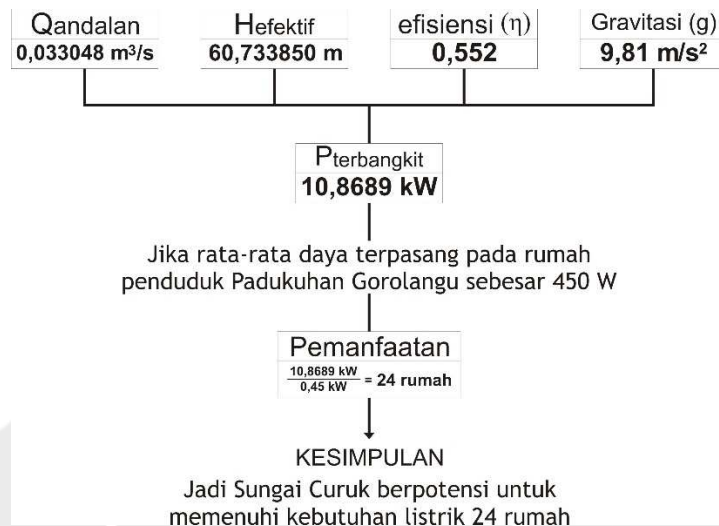 Qandalan
0,033048 m³/s
Hefektif
60,733850 m
efisiensi (η)
0,552
Gravitasi (g)
9,81 m/s²
Pterbangkit
10,8689 kW
Jika rata-rata daya terpasang pada rumah
penduduk Padukuhan Gorolangu sebesar 450 W
Pemanfaatan
10,8689 kW
0,45 kW
= 24 rumah
KESIMPULAN
Jadi Sungai Curuk berpotensi untuk
memenuhi kebutuhan listrik 24 rumah